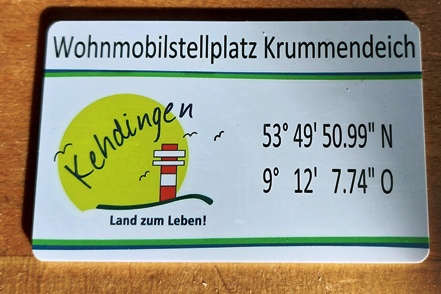 Wohnmobilstellplatz Krummendeich
Kehdingen
53° 49' 50.99" N
9° 12' 7.74" O
Land zum Leben!